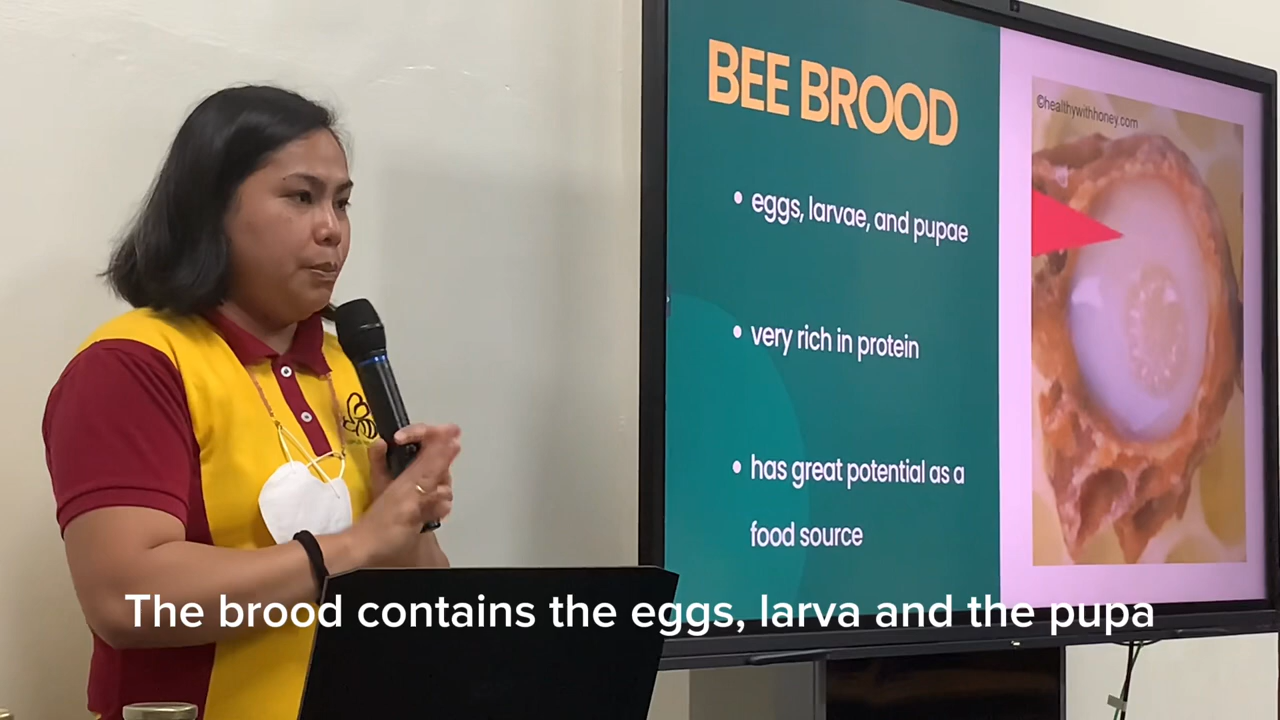 BEE BROOD
• eggs, larvae, and pupae
• very rich in protein
• has great potential as a
food source
©healthywithhoney.com
The brood contains the eggs, larva and the pupa